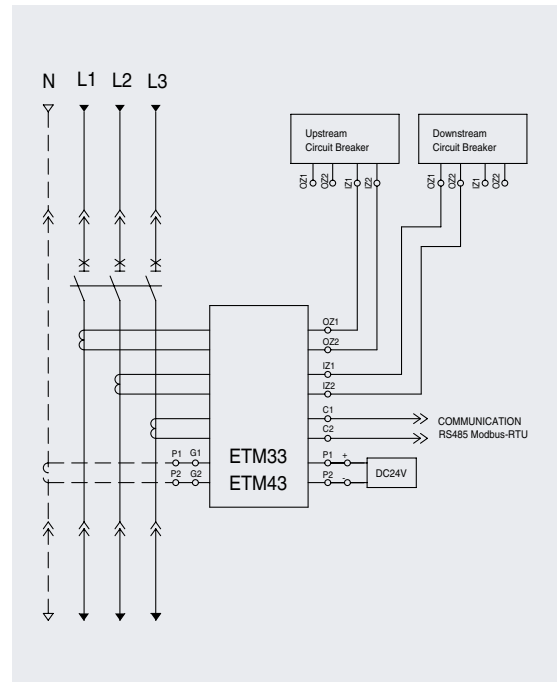 N L1 L2 L3
Upstream
Circuit Breaker
Downstream
Circuit Breaker
OZ1 OZ2 IZ1 IZ2
OZ1 OZ2 IZ1 IZ2
OZ1
OZ2
IZ1
IZ2
C1
C2
COMMUNICATION
RS485 Modbus-RTU
P1 G1
P2 G2
ETM33
ETM43
P1 +
P2 -
DC24V